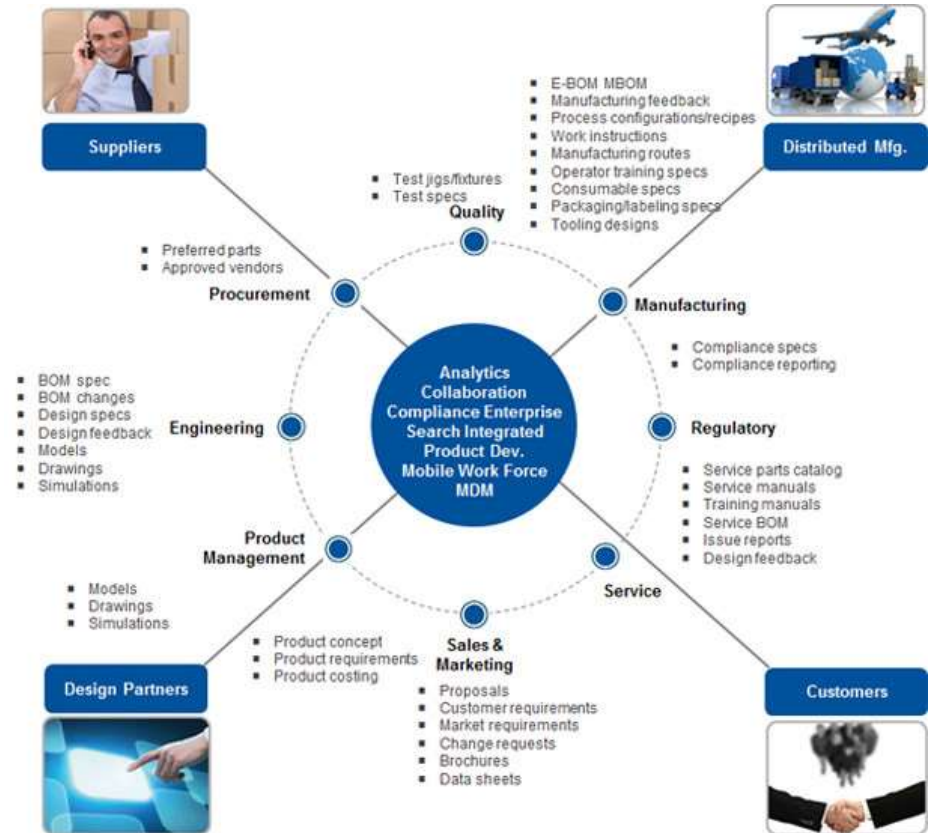 Suppliers
Distributed Mfg.
E-BOM MBOM
Manufacturing feedback
Process configurations/recipes
Work instructions
Manufacturing routes
Operator training specs
Consumable specs
Packaging/labeling specs
Tooling designs
Test jigs/fixtures
Test specs
Quality
Preferred parts
Approved vendors
Procurement
Manufacturing
Compliance specs
Compliance reporting
Analytics
Collaboration
Compliance Enterprise
Search Integrated
Product Dev.
Mobile Work Force
MDM
BOM spec
BOM changes
Design specs
Design feedback
Models
Drawings
Simulations
Engineering
Regulatory
Service parts catalog
Service manuals
Training manuals
Service BOM
Issue reports
Design feedback
Product
Management
Service
Models
Drawings
Simulations
Product concept
Product requirements
Product costing
Sales &
Marketing
Proposals
Customer requirements
Market requirements
Change requests
Brochures
Data sheets
Design Partners
Customers